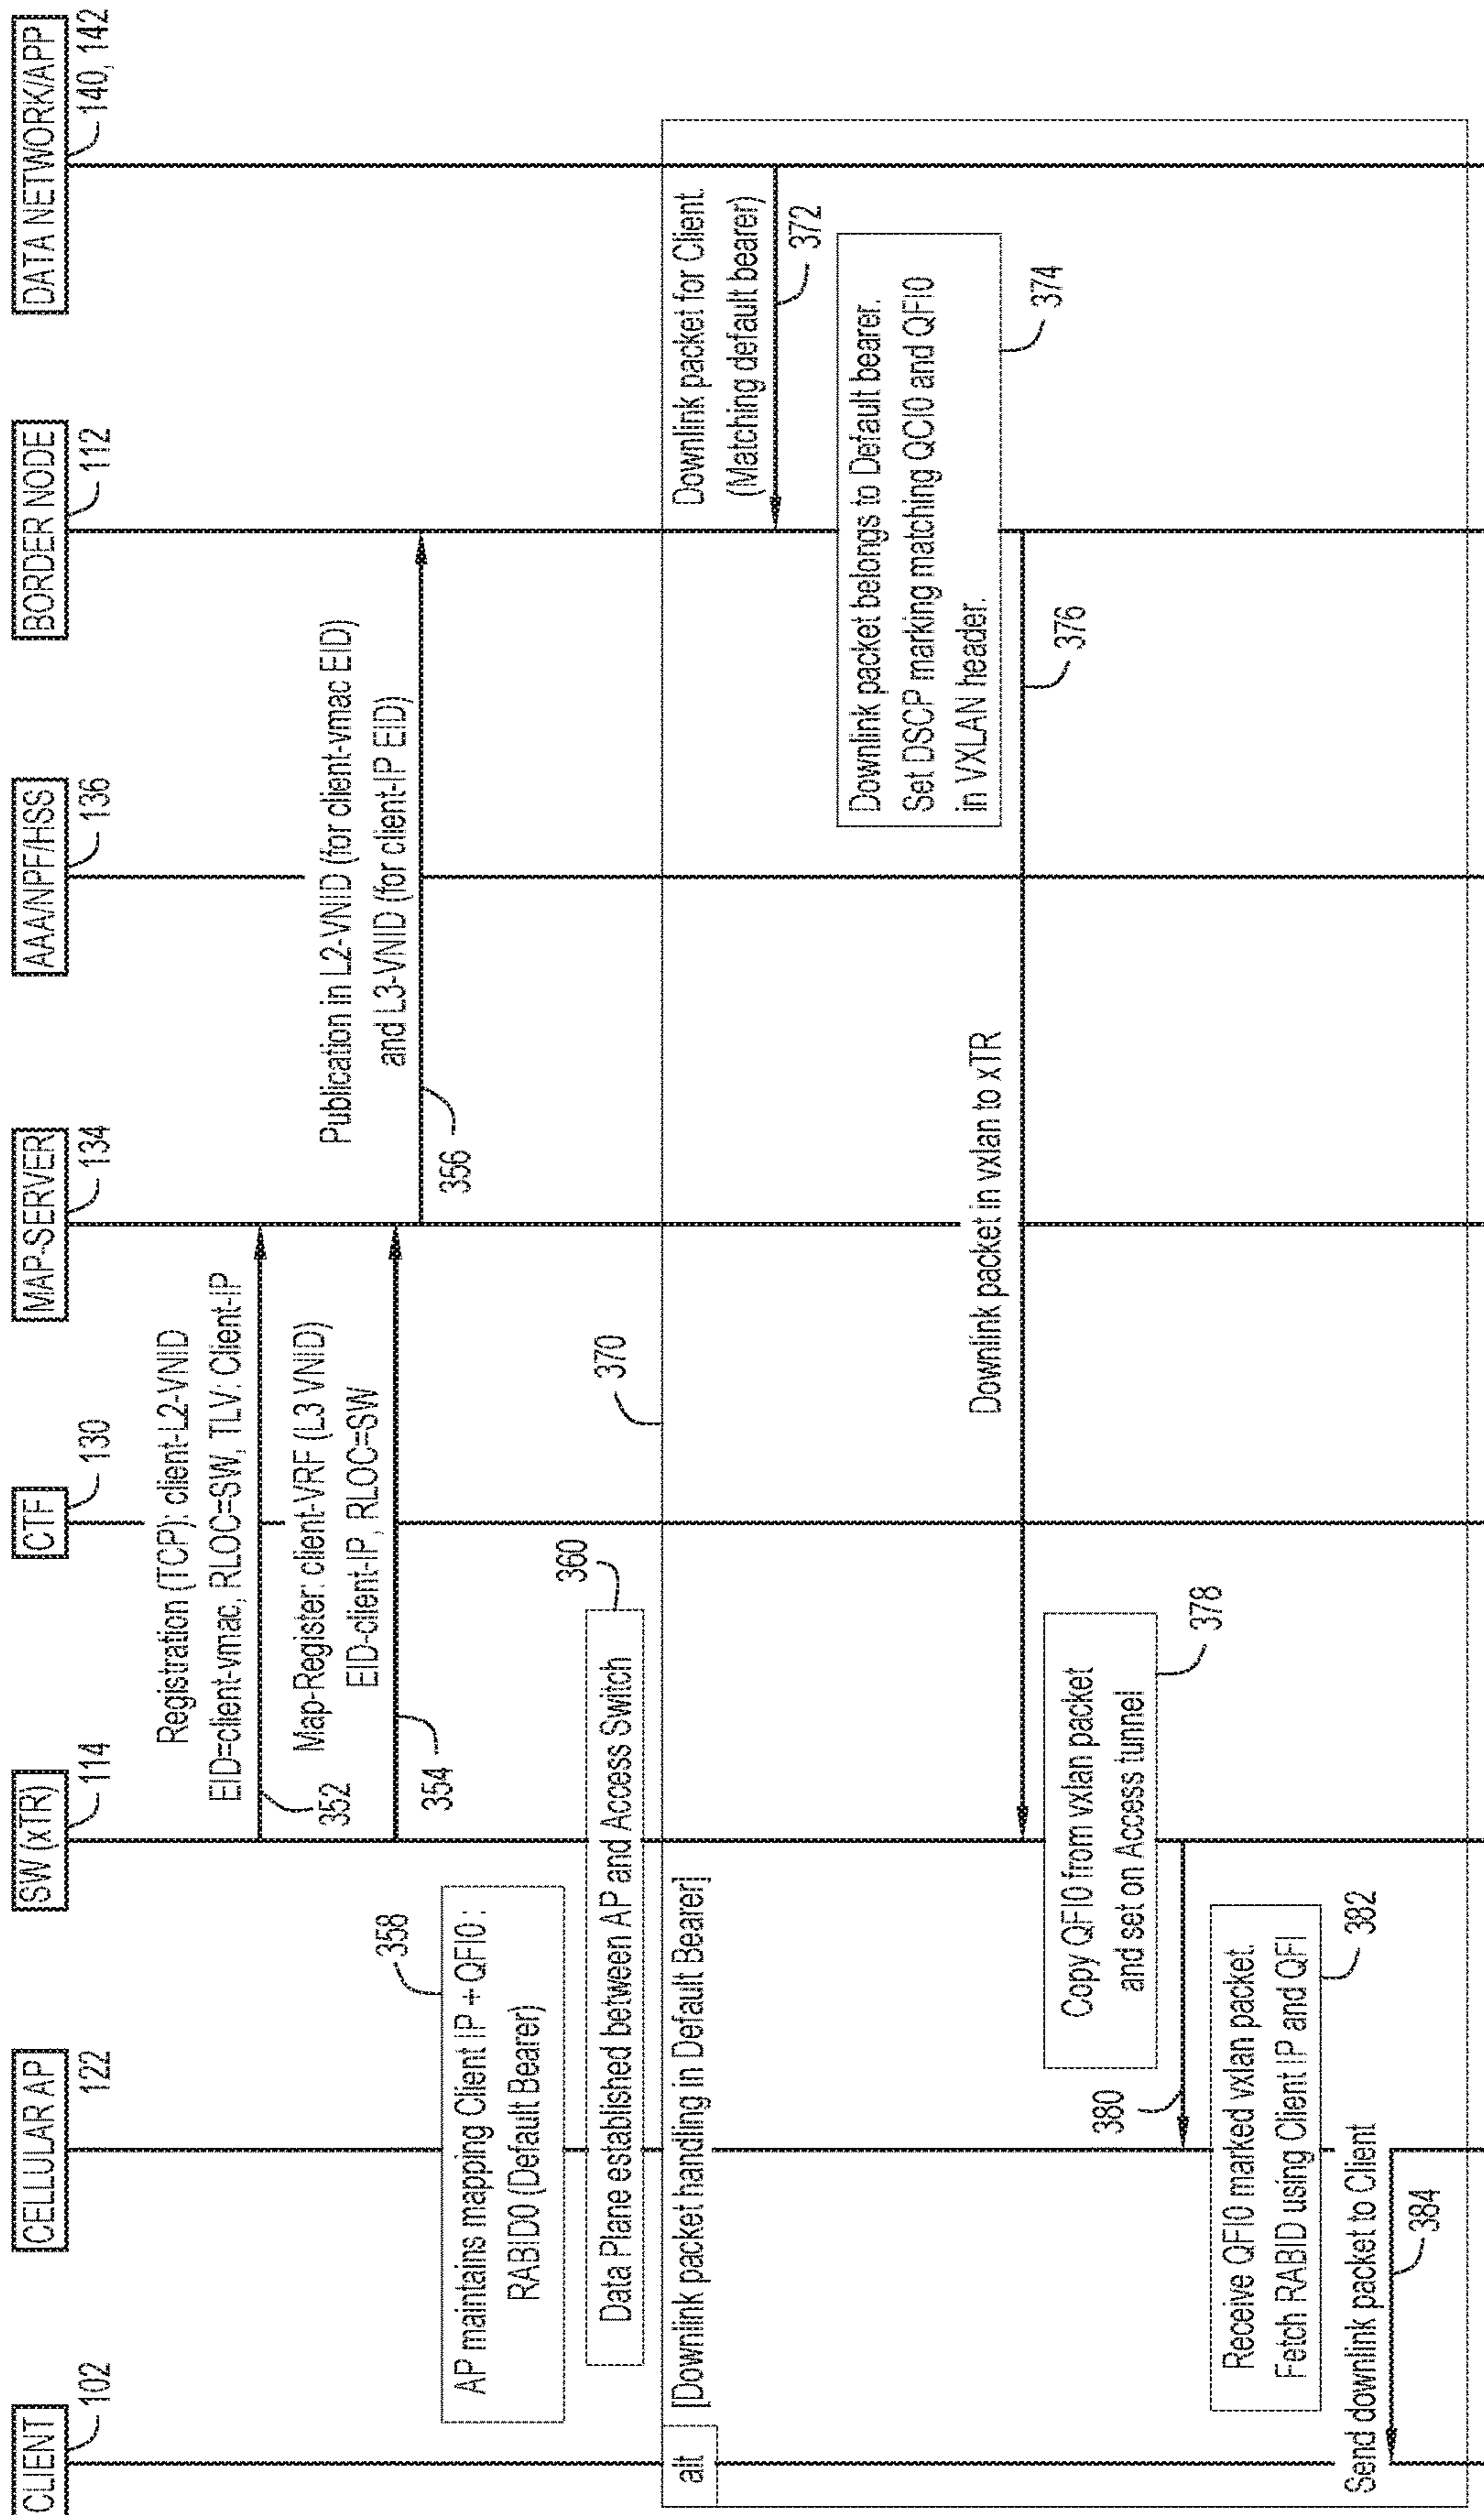 CLIENT
102
CELLULAR AP
122
SW (xTR)
114
CTF
130
MAP-SERVER
134
AAA/NPF/HSS
136
BORDER NODE
112
DATA NETWORK/APP
140, 142
Registration (TCP): client-L2-VNID
EID=client-vmac, RLOC=SW, TLV: Client-IP
352
Map-Register: client-VRF (L3 VNID)
EID-client-IP, RLOC=SW
354
Publication in L2-VNID (for client-vmac EID)
and L3-VNID (for client-IP EID)
356
358
AP maintains mapping Client IP + QFI0 :
RABID0 (Default Bearer)
360
Data Plane established between AP and Access Switch
370
alt
[Downlink packet handling in Default Bearer]
Downlink packet for Client.
(Matching default bearer)
372
Downlink packet belongs to Default bearer.
Set DSCP marking matching QCI0 and QFI0
in VXLAN header.
374
Downlink packet in vxlan to xTR
376
Copy QFI0 from vxlan packet
and set on Access tunnel
378
380
Receive QFI0 marked vxlan packet.
Fetch RABID using Client IP and QFI
382
Send downlink packet to Client
384